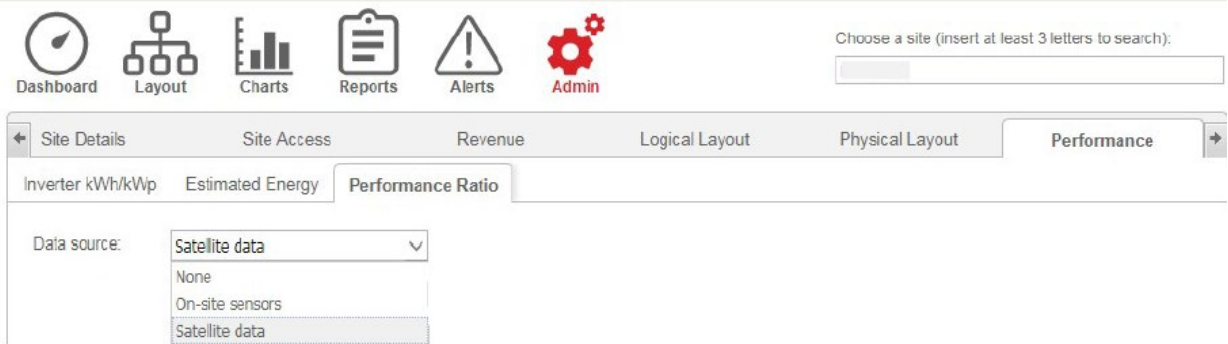 Choose a site (insert at least 3 letters to search):
Dashboard Layout Charts Reports Alerts Admin
Site Details Site Access Revenue Logical Layout Physical Layout Performance
Inverter kWh/kWp Estimated Energy Performance Ratio
Data source: Satellite data
None
On-site sensors
Satellite data